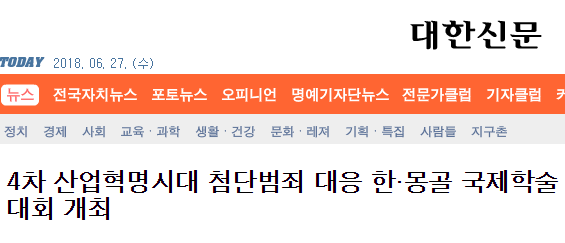 대한신문
TODAY 2018, 06, 27, (수)
뉴스 전국자치뉴스 포토뉴스 오피니언 명예기자단뉴스 전문가클럽 기자클럽
정치 경제 사회 교육·과학 생활·건강 문화·레져 기획·특집 사람들 지구촌
4차 산업혁명시대 첨단범죄 대응 한·몽골 국제학술
대회 개최